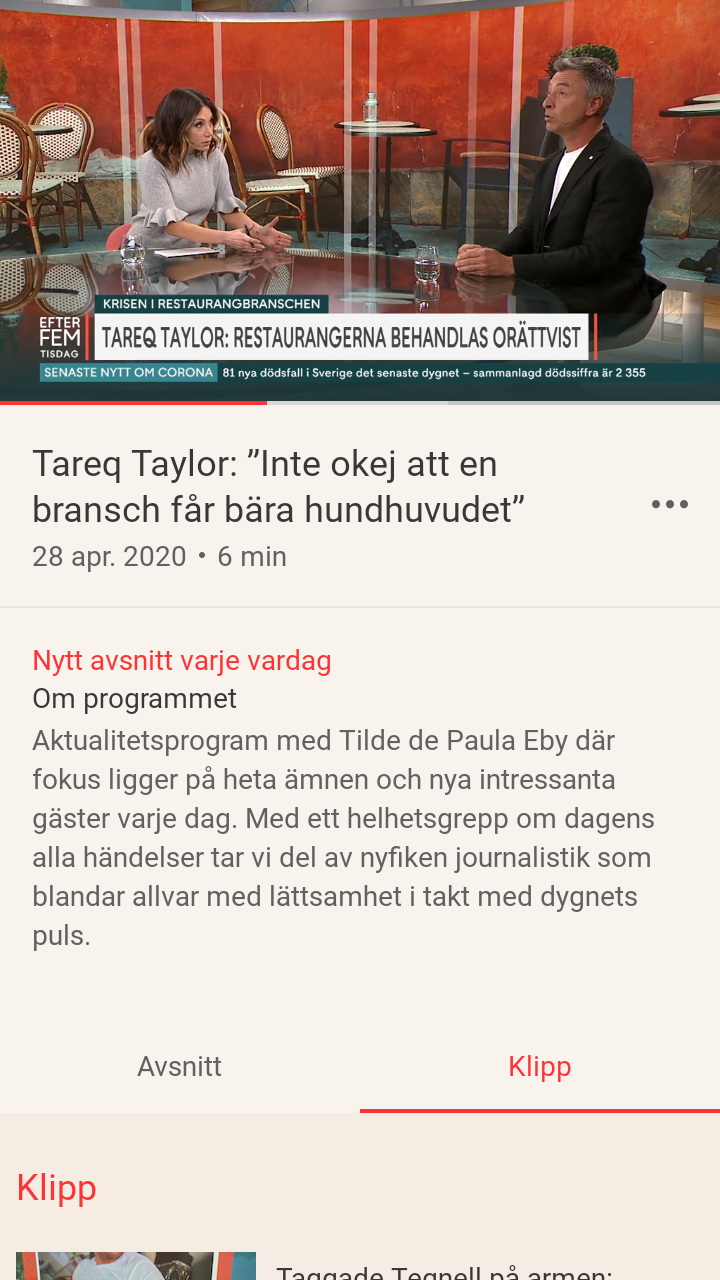 KRISEN I RESTAURANGBRANSCHEN
EFTER
FEM
TISDAG
TAREQ TAYLOR: RESTAURANGERNA BEHANDLAS ORÄTTVIST
SENASTE NYTT OM CORONA 81 nya dödsfall i Sverige det senaste dygnet – sammanlagd dödssiffra är 2 355
Tareq Taylor: ”Inte okej att en
bransch får bära hundhuvudet”
28 apr. 2020 • 6 min
Nytt avsnitt varje vardag
Om programmet
Aktualitetsprogram med Tilde de Paula Eby där
fokus ligger på heta ämnen och nya intressanta
gäster varje dag. Med ett helhetsgrepp om dagens
alla händelser tar vi del av nyfiken journalistik som
blandar allvar med lättsamhet i takt med dygnets
puls.
Avsnitt
Klipp
Klipp
Taggade Tegnell på armen: